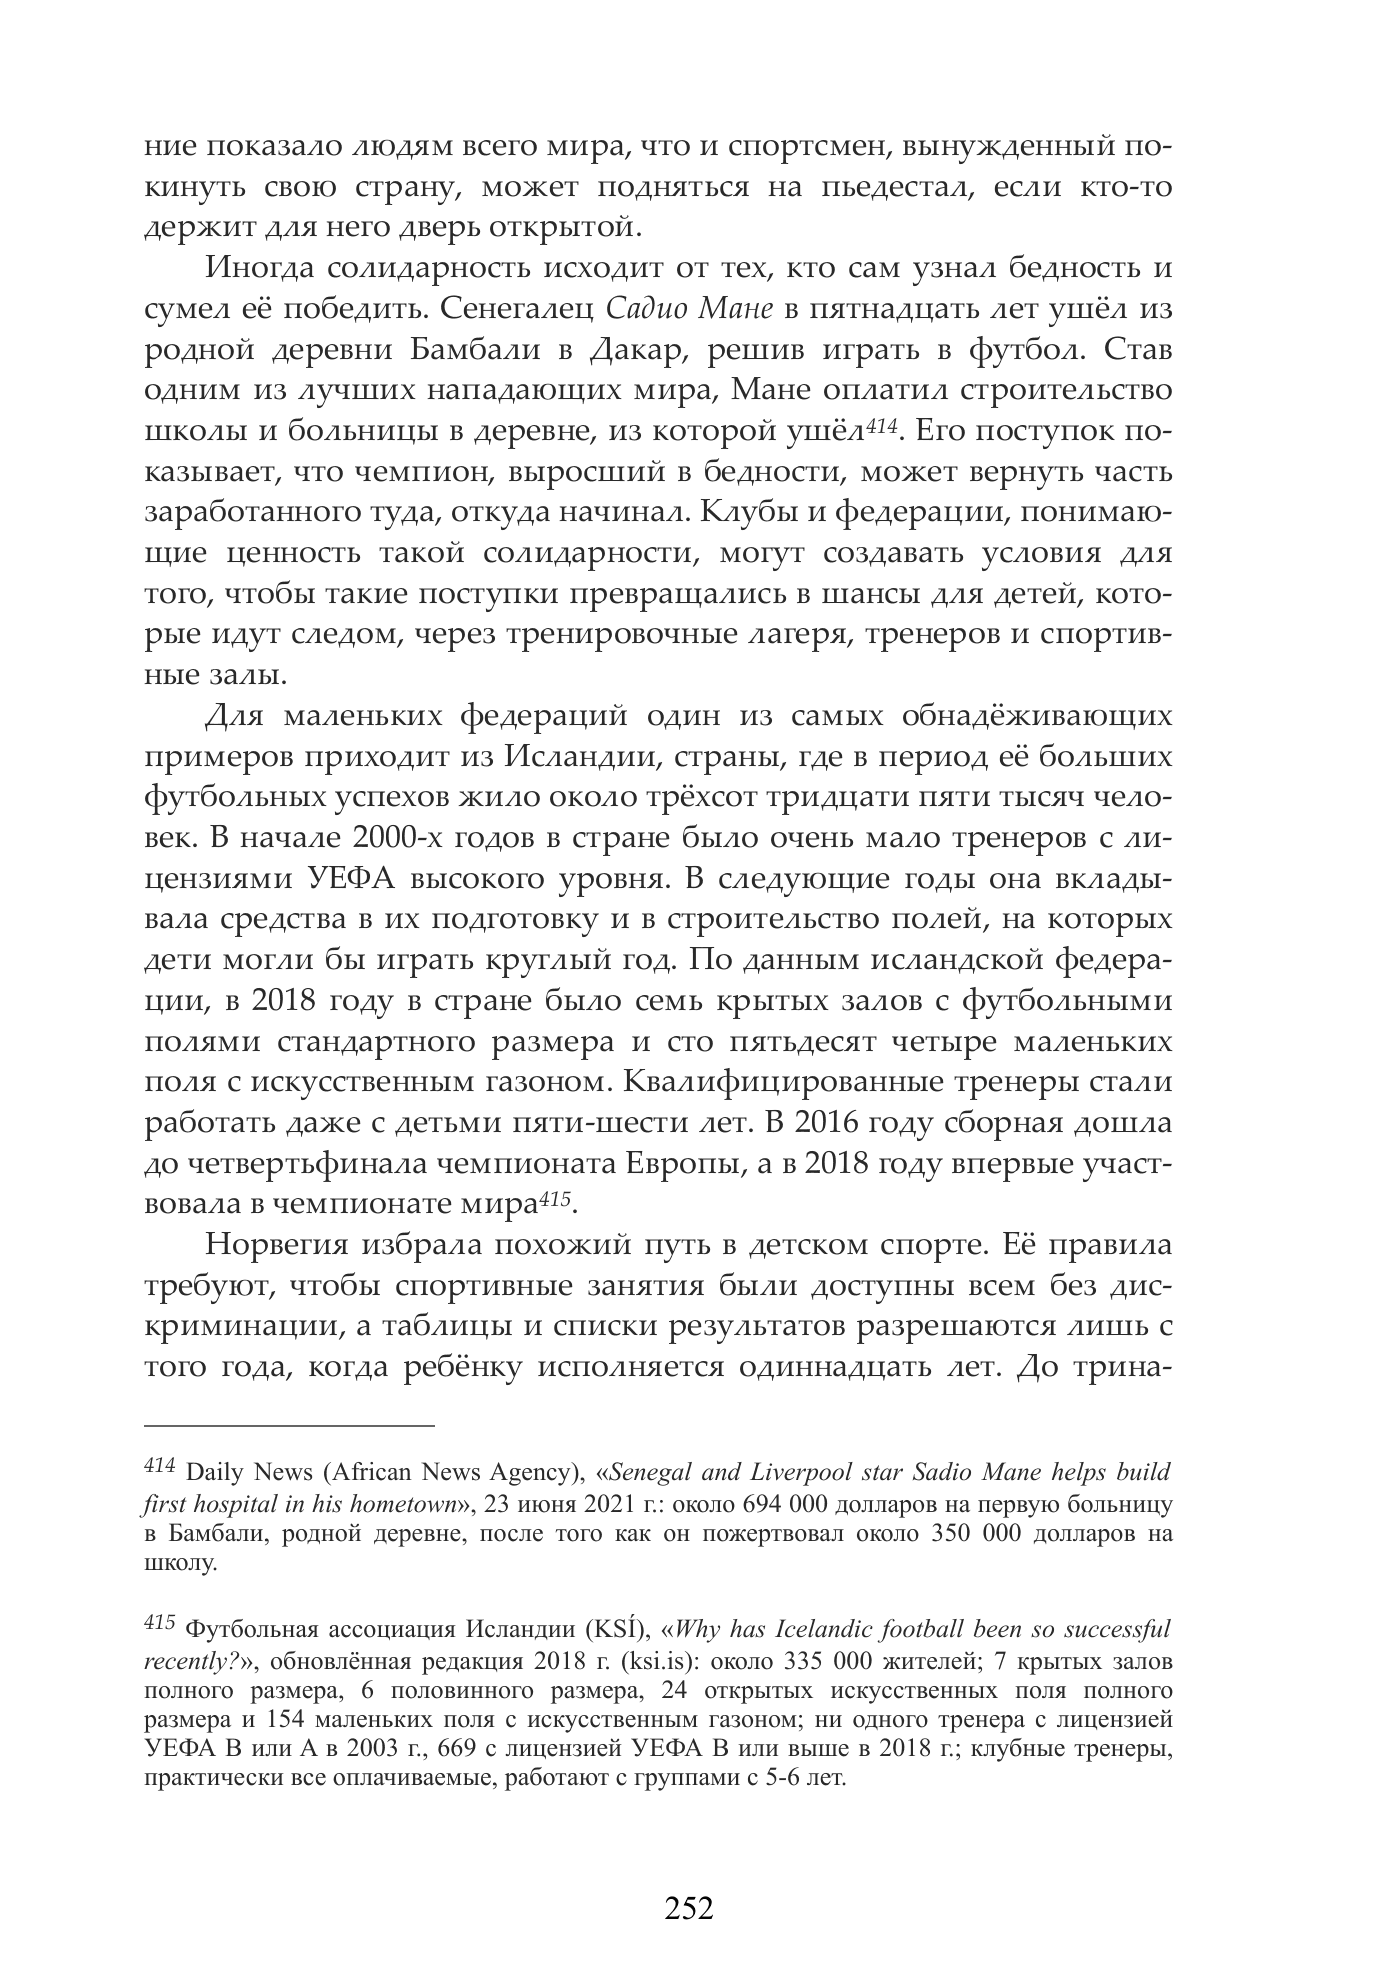 ние показало людям всего мира, что и спортсмен, вынужденный по-
кинуть свою страну, может подняться на пьедестал, если кто-то
держит для него дверь открытой.
Иногда солидарность исходит от тех, кто сам узнал бедность и
сумел её победить. Сенегалец Садио Мане в пятнадцать лет ушёл из
родной деревни Бамбали в Дакар, решив играть в футбол. Став
одним из лучших нападающих мира, Мане оплатил строительство
школы и больницы в деревне, из которой ушёл414. Его поступок по-
казывает, что чемпион, выросший в бедности, может вернуть часть
заработанного туда, откуда начинал. Клубы и федерации, понимаю-
щие ценность такой солидарности, могут создавать условия для
того, чтобы такие поступки превращались в шансы для детей, кото-
рые идут следом, через тренировочные лагеря, тренеров и спортив-
ные залы.
Для маленьких федераций один из самых обнадёживающих
примеров приходит из Исландии, страны, где в период её больших
футбольных успехов жило около трёхсот тридцати пяти тысяч чело-
век. В начале 2000-х годов в стране было очень мало тренеров с ли-
цензиями УЕФА высокого уровня. В следующие годы она вклады-
вала средства в их подготовку и в строительство полей, на которых
дети могли бы играть круглый год. По данным исландской федера-
ции, в 2018 году в стране было семь крытых залов с футбольными
полями стандартного размера и сто пятьдесят четыре маленьких
поля с искусственным газоном. Квалифицированные тренеры стали
работать даже с детьми пяти-шести лет. В 2016 году сборная дошла
до четвертьфинала чемпионата Европы, а в 2018 году впервые участ-
вовала в чемпионате мира415.
Норвегия избрала похожий путь в детском спорте. Её правила
требуют, чтобы спортивные занятия были доступны всем без дис-
криминации, а таблицы и списки результатов разрешаются лишь с
того года, когда ребёнку исполняется одиннадцать лет. До трина-
414 Daily News (African News Agency), «Senegal and Liverpool star Sadio Mane helps build
first hospital in his hometown», 23 июня 2021 г.: около 694 000 долларов на первую больницу
в Бамбали, родной деревне, после того как он пожертвовал около 350 000 долларов на
школу.
415 Футбольная ассоциация Исландии (KSÍ), «Why has Icelandic football been so successful
recently?», обновлённая редакция 2018 г. (ksi.is): около 335 000 жителей; 7 крытых залов
полного размера, 6 половинного размера, 24 открытых искусственных поля полного
размера и 154 маленьких поля с искусственным газоном; ни одного тренера с лицензией
УЕФА B или A в 2003 г., 669 с лицензией УЕФА B или выше в 2018 г.; клубные тренеры,
практически все оплачиваемые, работают с группами с 5-6 лет.
252